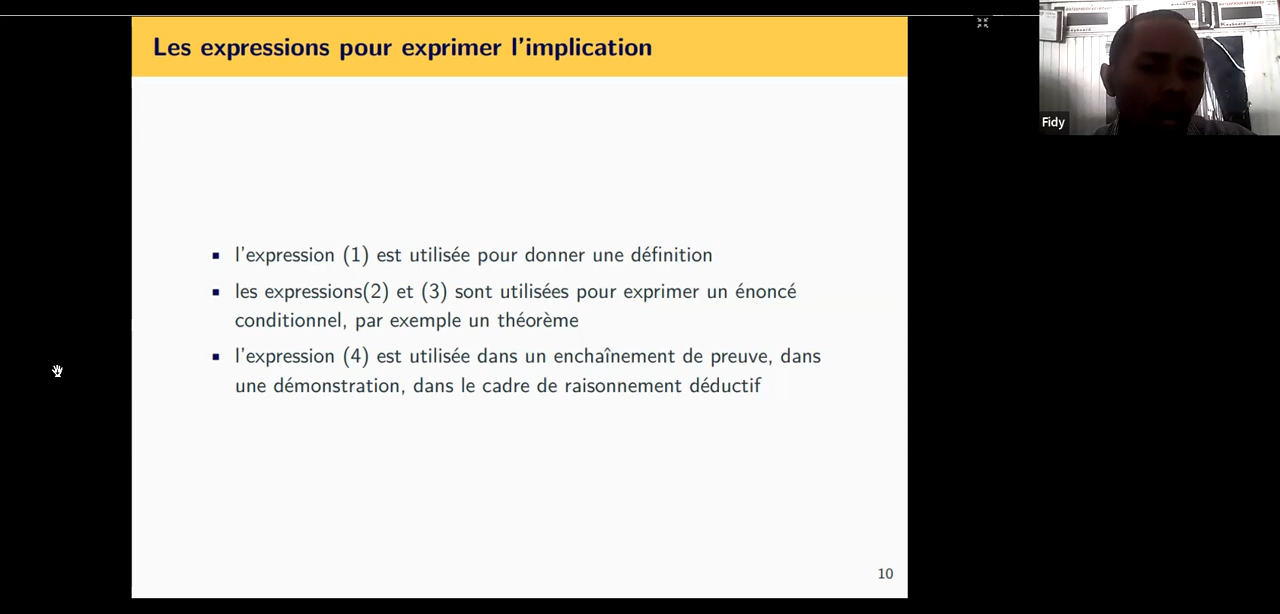 Les expressions pour exprimer l'implication
l'expression (1) est utilisée pour donner une définition
les expressions(2) et (3) sont utilisées pour exprimer un énoncé
conditionnel, par exemple un théorème
l'expression (4) est utilisée dans un enchaînement de preuve, dans
une démonstration, dans le cadre de raisonnement déductif
10
Fidy